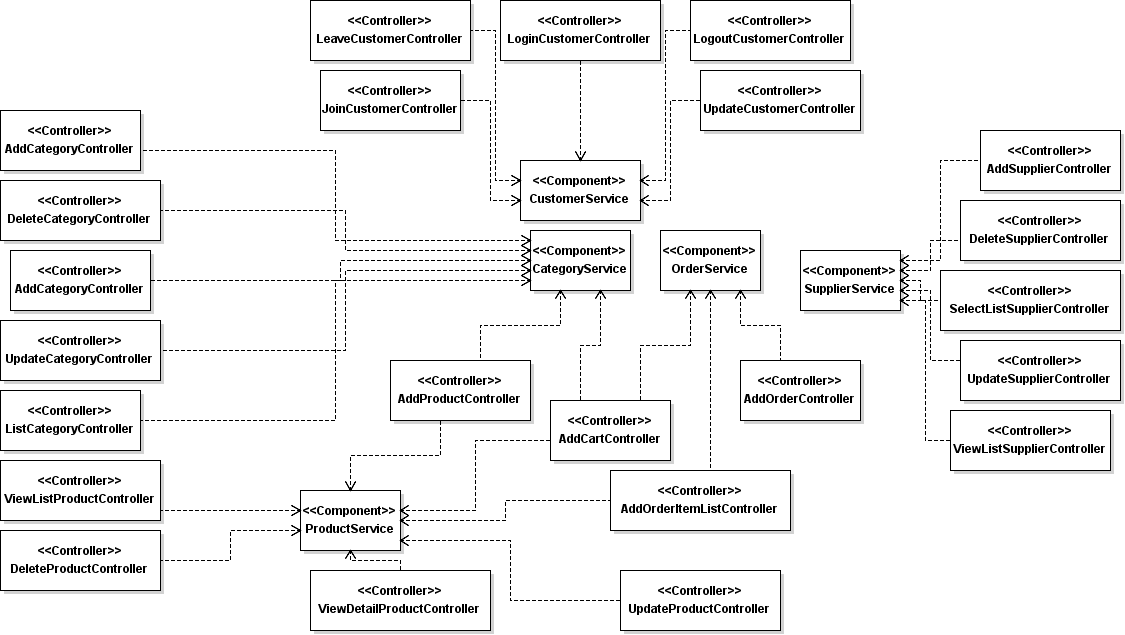 <<Controller>>
LeaveCustomerController
<<Controller>>
LoginCustomerController
<<Controller>>
LogoutCustomerController
<<Controller>>
JoinCustomerController
<<Controller>>
UpdateCustomerController
<<Controller>>
AddCategoryController
<<Controller>>
AddSupplierController
<<Component>>
CustomerService
<<Controller>>
DeleteCategoryController
<<Controller>>
DeleteSupplierController
<<Component>>
CategoryService
<<Component>>
OrderService
<<Controller>>
AddCategoryController
<<Component>>
SupplierService
<<Controller>>
SelectListSupplierController
<<Controller>>
UpdateCategoryController
<<Controller>>
UpdateSupplierController
<<Controller>>
AddProductController
<<Controller>>
AddOrderController
<<Controller>>
ListCategoryController
<<Controller>>
AddCartController
<<Controller>>
ViewListSupplierController
<<Controller>>
ViewListProductController
<<Controller>>
AddOrderItemListController
<<Component>>
ProductService
<<Controller>>
DeleteProductController
<<Controller>>
ViewDetailProductController
<<Controller>>
UpdateProductController